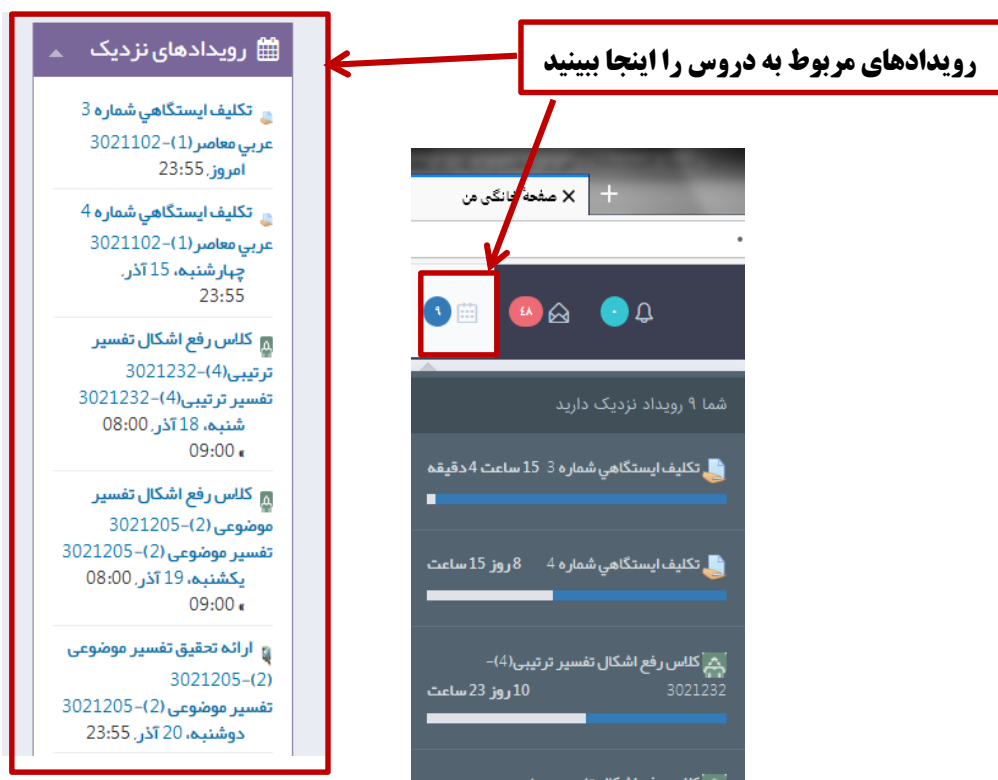 رویدادهای مربوط به دروس را اینجا ببینید
رویدادهای نزدیک
تکلیف ایستگاهي شماره 3
عربي معاصر (1)-3021102
امروز, 23:55
تکلیف ایستگاهي شماره 4
عربي معاصر (1)-3021102
چهارشنبه، 15 آذر,
23:55
کلاس رفع اشکال تفسیر
ترتیبی(4)-3021232
تفسیر ترتیبی(4)-3021232
شنبه، 18 آذر, 08:00
» 09:00
کلاس رفع اشکال تفسیر
موضوعی (2)-3021205
تفسیر موضوعی (2)-3021205
یکشنبه، 19 آذر, 08:00
» 09:00
ارائه تحقیق تفسیر موضوعی
(2)-3021205
تفسیر موضوعی (2)-3021205
دوشنبه، 20 آذر, 23:55
صفحهٔ خانگی من × +
۰ ۴۸ ۹
شما ۹ رویداد نزدیک دارید
تکلیف ایستگاهي شماره 3 15 ساعت 4 دقیقه
تکلیف ایستگاهي شماره 4 8 روز 15 ساعت
کلاس رفع اشکال تفسیر ترتیبی(4)-
3021232 10 روز 23 ساعت